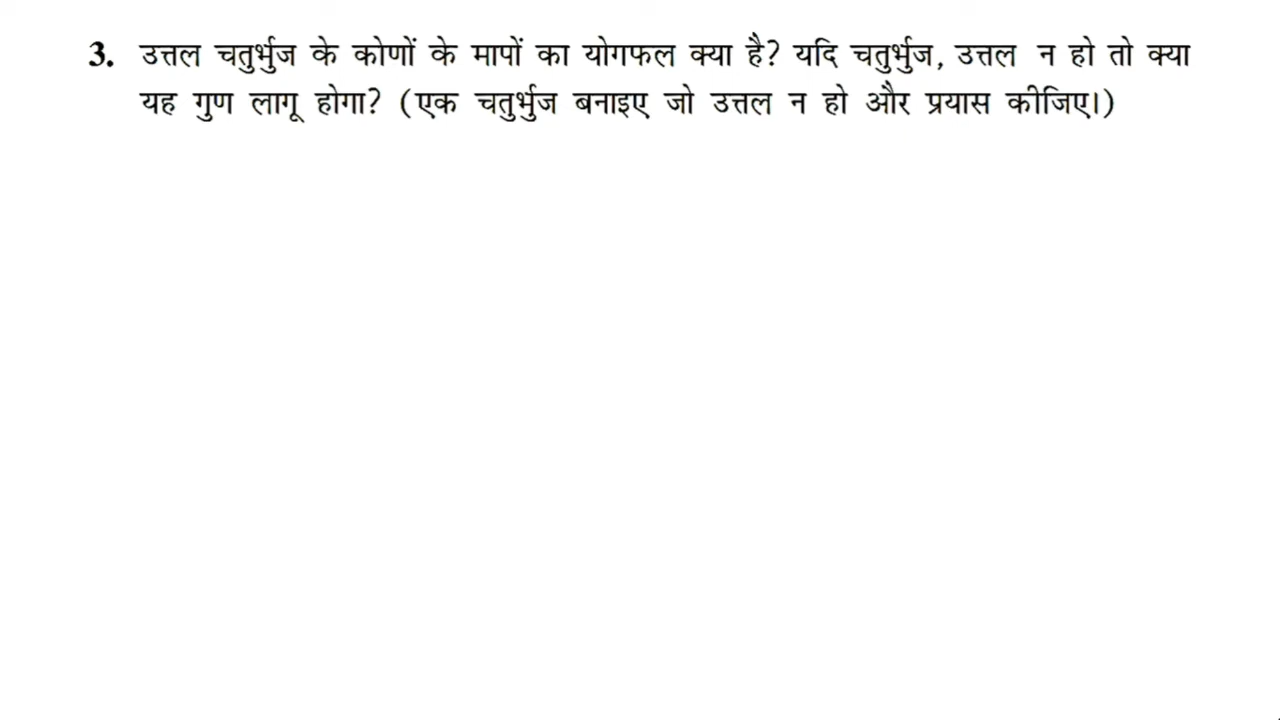 3. उत्तल चतुर्भुज के कोणों के मापों का योगफल क्या है? यदि चतुर्भुज, उत्तल न हो तो क्या
यह गुण लागू होगा? (एक चतुर्भुज बनाइए जो उत्तल न हो और प्रयास कीजिए।)